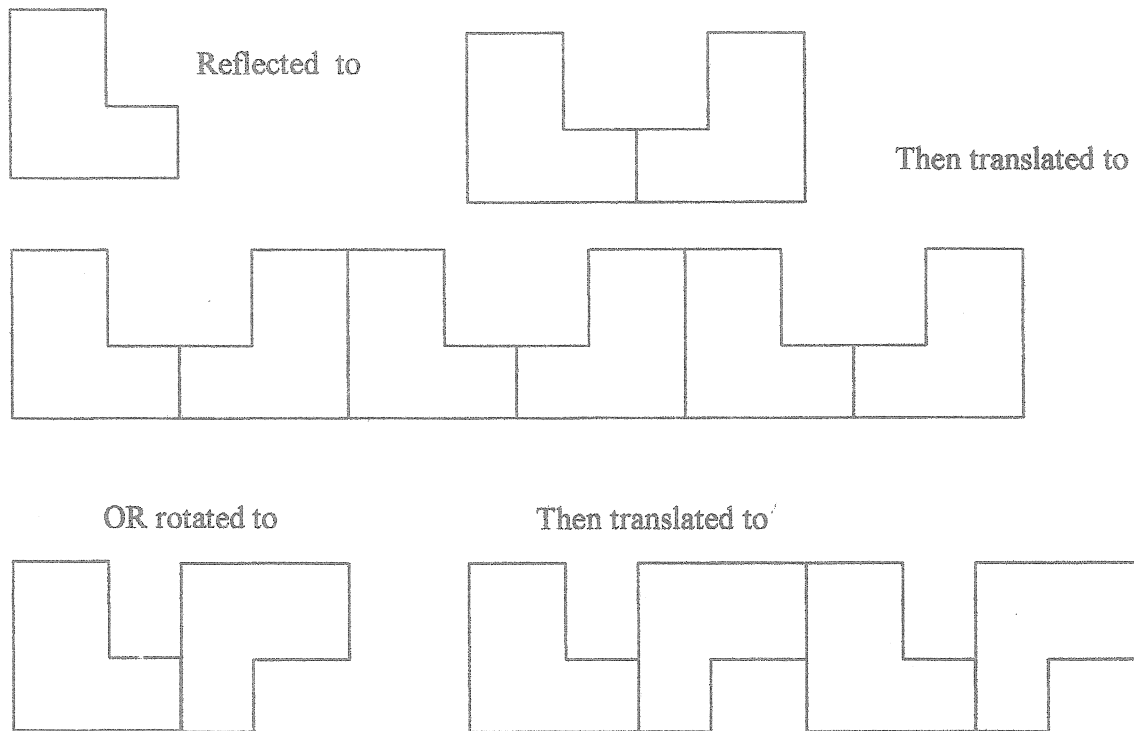 Reflected to
Then translated to
OR rotated to
Then translated to